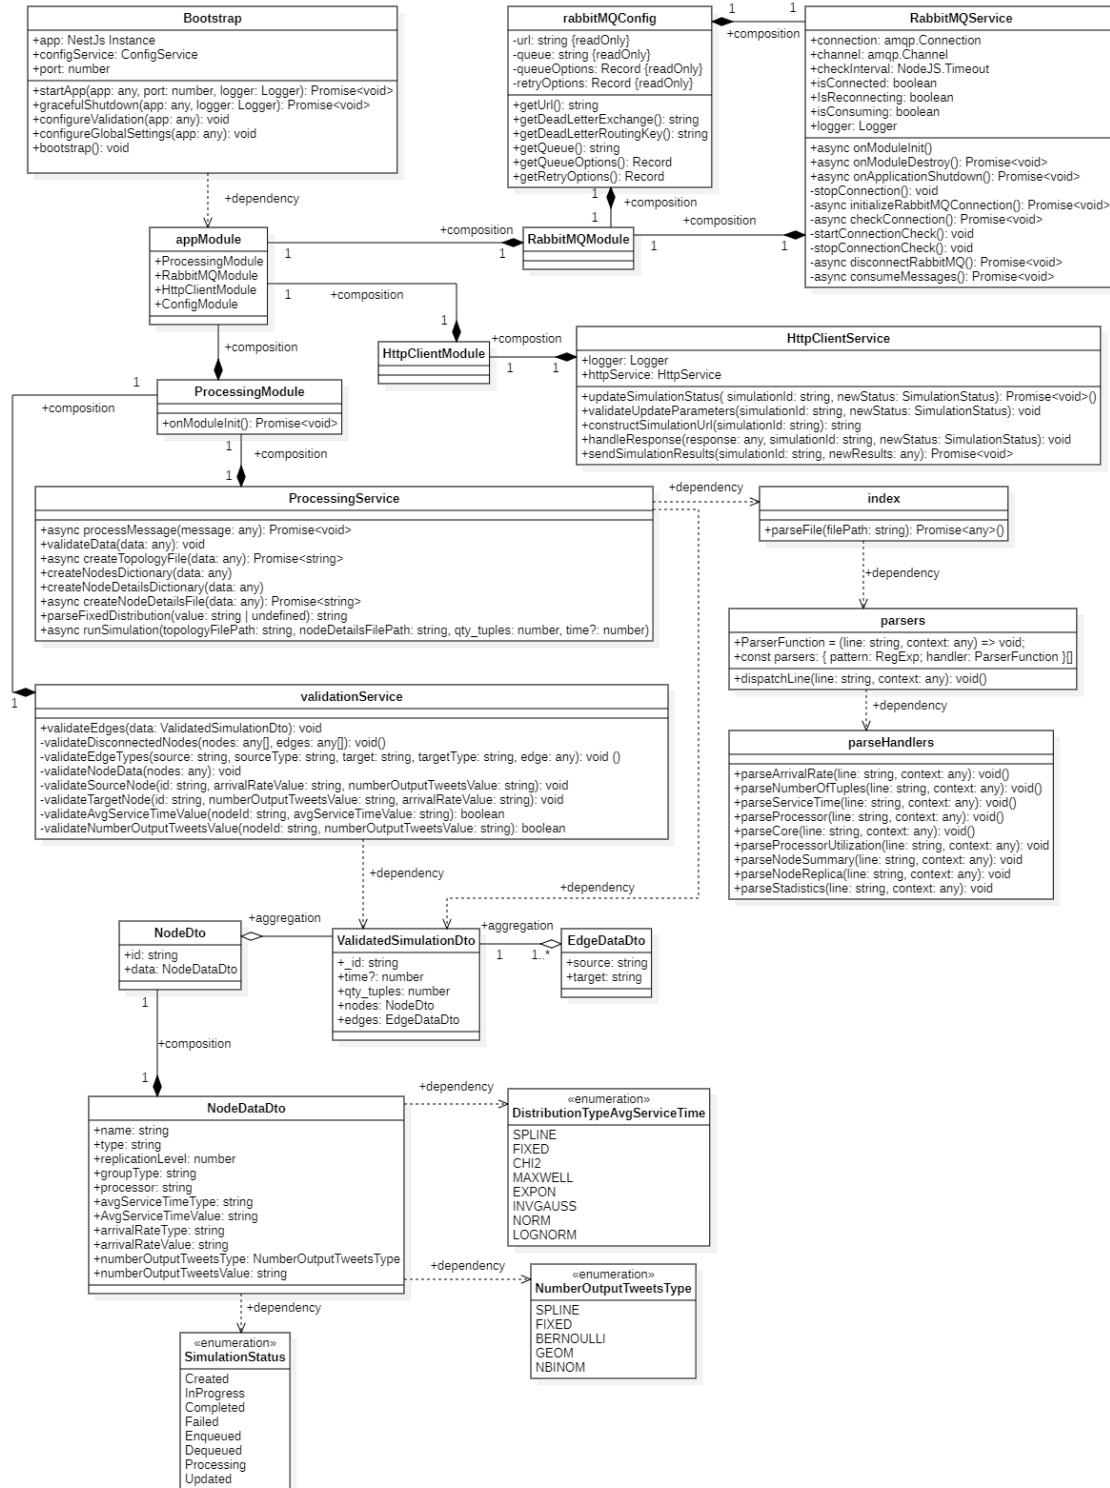 Bootstrap
+app: NestJs Instance
+configService: ConfigService
+port: number
+startApp(app: any, port: number, logger: Logger): Promise<void>
+gracefulShutdown(app: any, logger: Logger): Promise<void>
+configureValidation(app: any): void
+configureGlobalSettings(app: any): void
+bootstrap(): void
rabbitMQConfig
-url: string {readOnly}
-queue: string {readOnly}
-queueOptions: Record {readOnly}
-retryOptions: Record {readOnly}
+getUrl(): string
+getDeadLetterExchange(): string
+getDeadLetterRoutingKey(): string
+getQueue(): string
+getQueueOptions(): Record
+getRetryOptions(): Record
1
1
+composition
RabbitMQService
+connection: amqp.Connection
+channel: amqp.Channel
+checkInterval: NodeJS.Timeout
+isConnected: boolean
+IsReconnecting: boolean
+isConsuming: boolean
+logger: Logger
+async onModuleInit()
+async onModuleDestroy(): Promise<void>
+async onApplicationShutdown(): Promise<void>
-stopConnection(): void
-async initializeRabbitMQConnection(): Promise<void>
-async checkConnection(): Promise<void>
-startConnectionCheck(): void
-stopConnectionCheck(): void
-async disconnectRabbitMQ(): Promise<void>
-async consumeMessages(): Promise<void>
+dependency
1
+composition
1
appModule
+ProcessingModule
+RabbitMQModule
+HttpClientModule
+ConfigModule
+composition
1
1
RabbitMQModule
+composition
1
1
1
+composition
1
HttpClientModule
+compostion
1
1
HttpClientService
+logger: Logger
+httpService: HttpService
+updateSimulationStatus( simulationId: string, newStatus: SimulationStatus): Promise<void>()
+validateUpdateParameters(simulationId: string, newStatus: SimulationStatus): void
+constructSimulationUrl(simulationId: string): string
+handleResponse(response: any, simulationId: string, newStatus: SimulationStatus): void
+sendSimulationResults(simulationId: string, newResults: any): Promise<void>
+compostion
1
+composition
ProcessingModule
+onModuleInit(): Promise<void>
1
+composition
1
ProcessingService
+async processMessage(message: any): Promise<void>
+validateData(data: any): void
+async createTopologyFile(data: any): Promise<string>
+createNodesDictionary(data: any)
+createNodeDetailsDictionary(data: any)
+async createNodeDetailsFile(data: any): Promise<string>
+parseFixedDistribution(value: string | undefined): string
+async runSimulation(topologyFilePath: string, nodeDetailsFilePath: string, qty_tuples: number, time?: number)
+dependency
index
+parseFile(filePath: string): Promise<any>()
+dependency
parsers
+ParserFunction = (line: string, context: any) => void;
+const parsers: { pattern: RegExp; handler: ParserFunction }[]
+dispatchLine(line: string, context: any): void()
+dependency
parseHandlers
+parseArrivalRate(line: string, context: any): void()
+parseNumberOfTuples(line: string, context: any): void()
+parseServiceTime(line: string, context: any): void()
+parseProcessor(line: string, context: any): void()
+parseCore(line: string, context: any): void()
+parseProcessorUtilization(line: string, context: any): void
+parseNodeSummary(line: string, context: any): void
+parseNodeReplica(line: string, context: any): void
+parseStadistics(line: string, context: any): void
1
validationService
+validateEdges(data: ValidatedSimulationDto): void
-validateDisconnectedNodes(nodes: any[], edges: any[]): void()
-validateEdgeTypes(source: string, sourceType: string, target: string, targetType: string, edge: any): void ()
-validateNodeData(nodes: any): void
-validateSourceNode(id: string, arrivalRateValue: string, numberOutputTweetsValue: string): void
-validateTargetNode(id: string, numberOutputTweetsValue: string, arrivalRateValue: string): void
-validateAvgServiceTimeValue(nodeId: string, avgServiceTimeValue: string): boolean
-validateNumberOutputTweetsValue(nodeId: string, numberOutputTweetsValue: string): boolean
+dependency
+dependency
NodeDto
+id: string
+data: NodeDataDto
+aggregation
ValidatedSimulationDto
+_id: string
+time?: number
+qty_tuples: number
+nodes: NodeDto
+edges: EdgeDataDto
+aggregation
1
1..*
EdgeDataDto
+source: string
+target: string
1
+composition
1
NodeDataDto
+name: string
+type: string
+replicationLevel: number
+groupType: string
+processor: string
+avgServiceTimeType: string
+AvgServiceTimeValue: string
+arrivalRateType: string
+arrivalRateValue: string
+numberOutputTweetsType: NumberOutputTweetsType
+numberOutputTweetsValue: string
+dependency
«enumeration»
DistributionTypeAvgServiceTime
SPLINE
FIXED
CHI2
MAXWELL
EXPON
INVGAUSS
NORM
LOGNORM
+dependency
«enumeration»
NumberOutputTweetsType
SPLINE
FIXED
BERNOULLI
GEOM
NBINOM
+dependency
«enumeration»
SimulationStatus
Created
InProgress
Completed
Failed
Enqueued
Dequeued
Processing
Updated